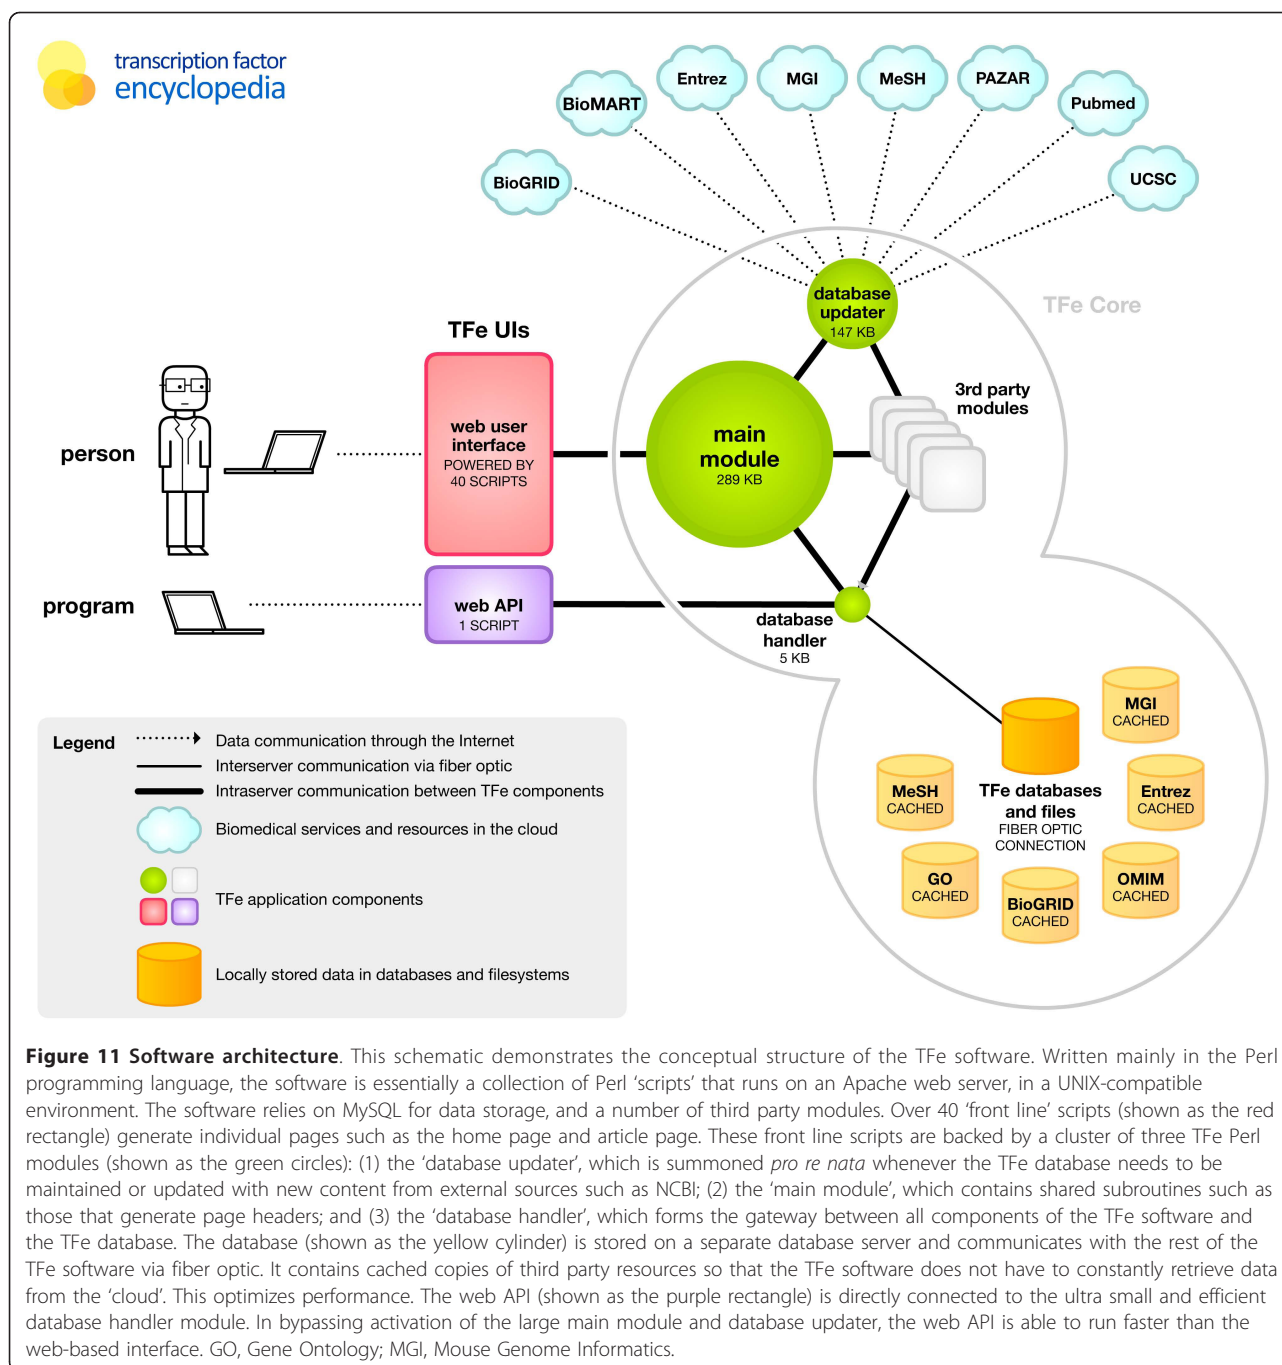 transcription factor
encyclopedia
Entrez
MGI
MeSH
PAZAR
BioMART
Pubmed
BioGRID
UCSC
database
updater
147 KB
TFe Core
TFe UIs
3rd party
modules
web user
interface
POWERED BY
40 SCRIPTS
main
module
289 KB
person
program
web API
1 SCRIPT
database
handler
5 KB
MGI
CACHED
MeSH
CACHED
TFe databases
and files
FIBER OPTIC
CONNECTION
Entrez
CACHED
GO
CACHED
BioGRID
CACHED
OMIM
CACHED
Legend
Data communication through the Internet
Interserver communication via fiber optic
Intraserver communication between TFe components
Biomedical services and resources in the cloud
TFe application components
Locally stored data in databases and filesystems
Figure 11 Software architecture. This schematic demonstrates the conceptual structure of the TFe software. Written mainly in the Perl
programming language, the software is essentially a collection of Perl ‘scripts’ that runs on an Apache web server, in a UNIX-compatible
environment. The software relies on MySQL for data storage, and a number of third party modules. Over 40 ‘front line’ scripts (shown as the red
rectangle) generate individual pages such as the home page and article page. These front line scripts are backed by a cluster of three TFe Perl
modules (shown as the green circles): (1) the ‘database updater’, which is summoned pro re nata whenever the TFe database needs to be
maintained or updated with new content from external sources such as NCBI; (2) the ‘main module’, which contains shared subroutines such as
those that generate page headers; and (3) the ‘database handler’, which forms the gateway between all components of the TFe software and
the TFe database. The database (shown as the yellow cylinder) is stored on a separate database server and communicates with the rest of the
TFe software via fiber optic. It contains cached copies of third party resources so that the TFe software does not have to constantly retrieve data
from the ‘cloud’. This optimizes performance. The web API (shown as the purple rectangle) is directly connected to the ultra small and efficient
database handler module. In bypassing activation of the large main module and database updater, the web API is able to run faster than the
web-based interface. GO, Gene Ontology; MGI, Mouse Genome Informatics.